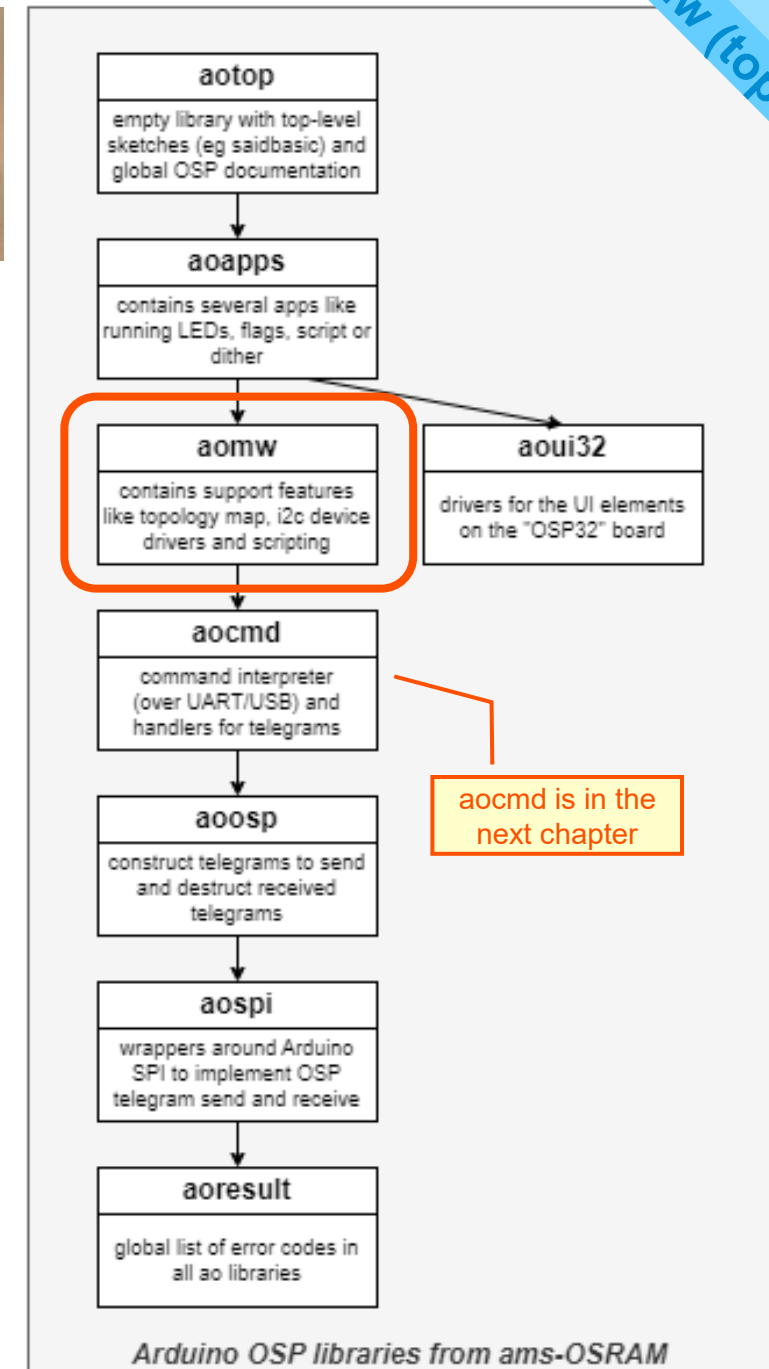 w (top
aotop
empty library with top-level
sketches (eg saidbasic) and
global OSP documentation
aoapps
contains several apps like
running LEDs, flags, script or
dither
aomw
contains support features
like topology map, i2c device
drivers and scripting
aoui32
drivers for the UI elements
on the "OSP32" board
aocmd
command interpreter
(over UART/USB) and
handlers for telegrams
aocmd is in the
next chapter
aoosp
construct telegrams to send
and destruct received
telegrams
aospi
wrappers around Arduino
SPI to implement OSP
telegram send and receive
aoresult
global list of error codes in
all ao libraries
Arduino OSP libraries from ams-OSRAM